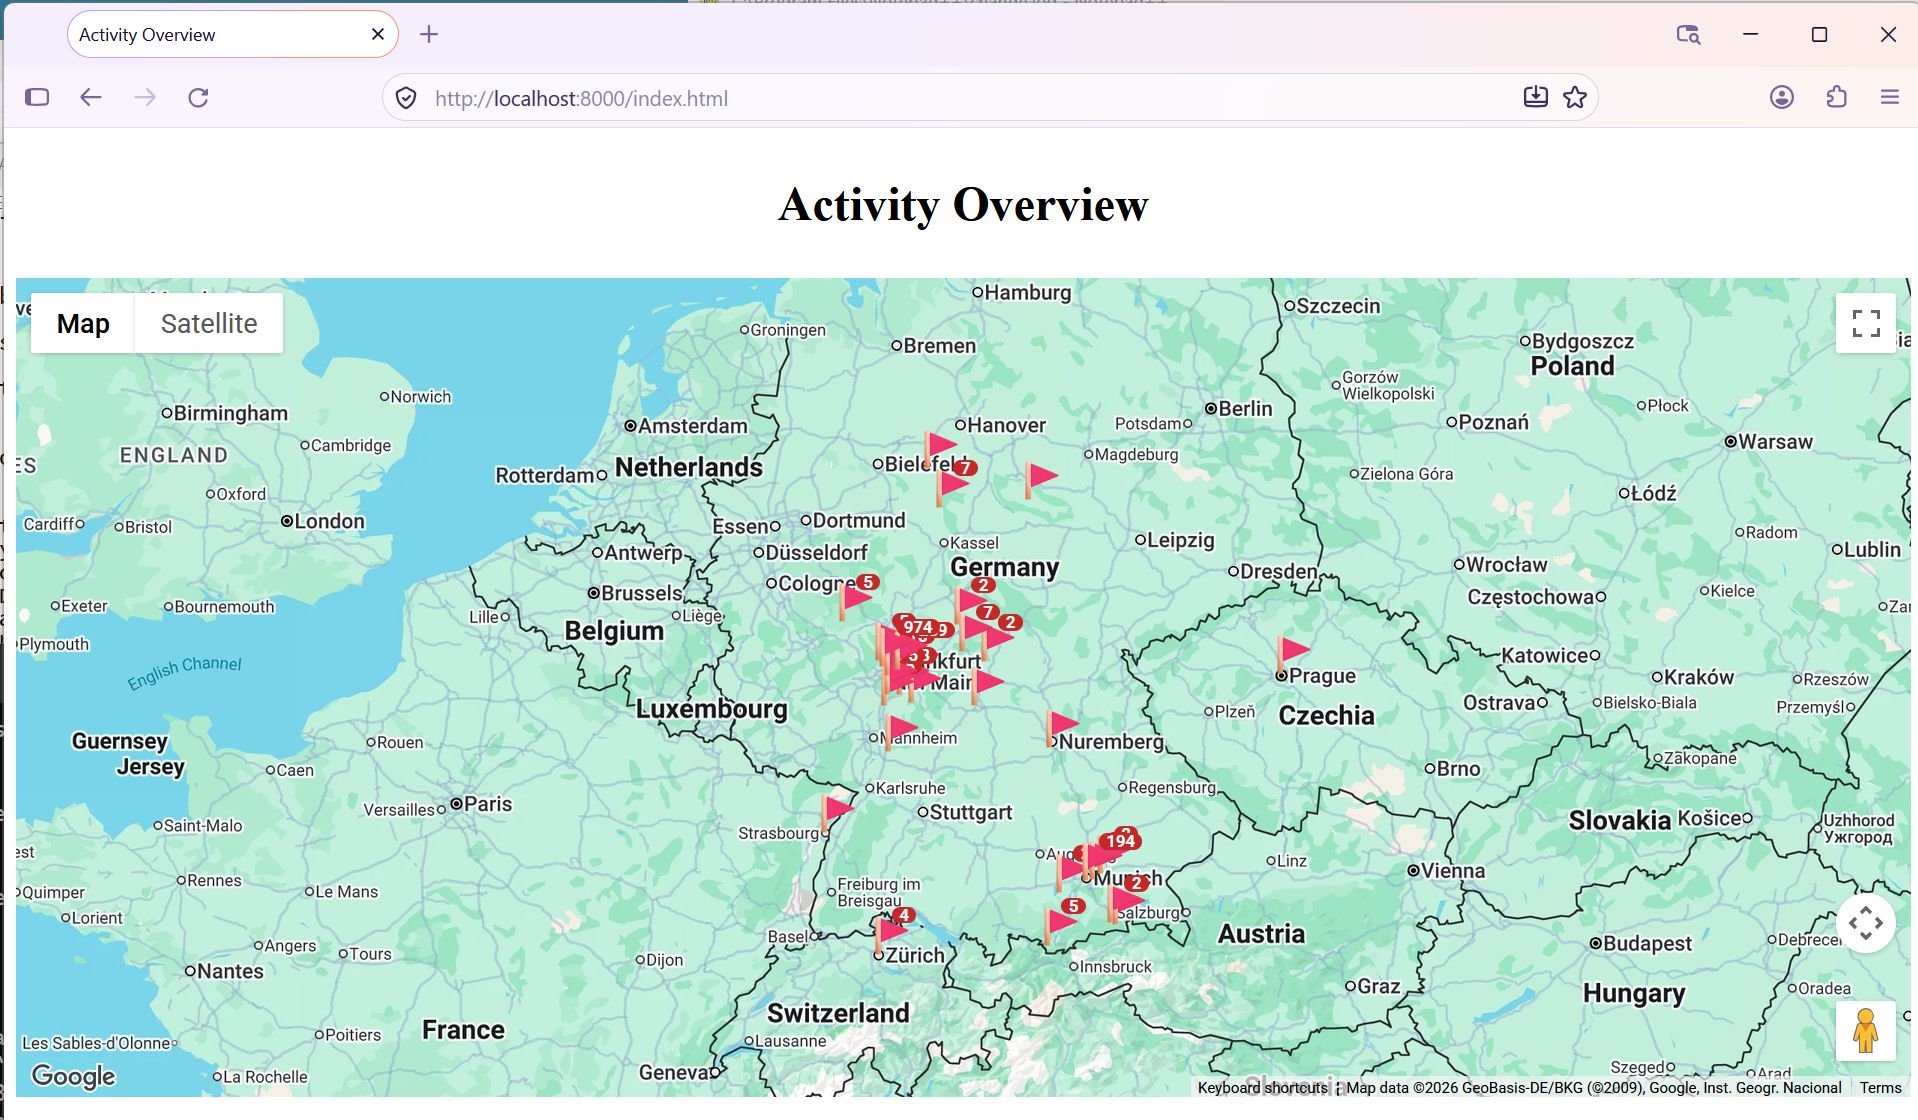 Activity Overview
http://localhost:8000/index.html
Activity Overview
Map
Satellite
Hamburg
Szczecin
Groningen
Bremen
Bydgoszcz
Poland
Gorzów
Wielkopolski
Norwich
Birmingham
Amsterdam
Hanover
Potsdam
Berlin
Poznań
Płock
Warsaw
ENGLAND
Cambridge
Rotterdam
Netherlands
7
Magdeburg
Zielona Góra
Oxford
Łódź
Cardiff
Bristol
London
Essen
Dortmund
Kassel
Leipzig
Radom
Antwerp
Düsseldorf
Germany
Wrocław
Lublin
Brussels
Cologne
5
2
Dresden
Częstochowa
Kielce
Exeter
Bournemouth
Lille
Liège
7
2
Plymouth
Belgium
974
English Channel
Prague
Katowice
Kraków
Rzeszów
Luxembourg
Plzeň
Czechia
Ostrava
Bielsko-Biala
Przemyśl
Guernsey
Jersey
Rouen
Mannheim
Nuremberg
Brno
Zakopane
Caen
Versailles
Paris
Karlsruhe
Stuttgart
Regensburg
Slovakia
Košice
Uzhhorod
Ужгород
Saint-Malo
Strasbourg
194
Linz
Vienna
Quimper
Rennes
Le Mans
Freiburg im
Breisgau
Munich
2
Lorient
4
5
Salzburg
Austria
Angers
Tours
Basel
Zürich
Budapest
Nantes
Dijon
Innsbruck
Graz
Hungary
Oradea
Switzerland
Les Sables-d'Olonne
Poitiers
France
Lausanne
Geneva
Szeged
Arad
La Rochelle
Google
Slovenia
Keyboard shortcuts
Map data ©2026 GeoBasis-DE/BKG (©2009), Google, Inst. Geogr. Nacional
Terms